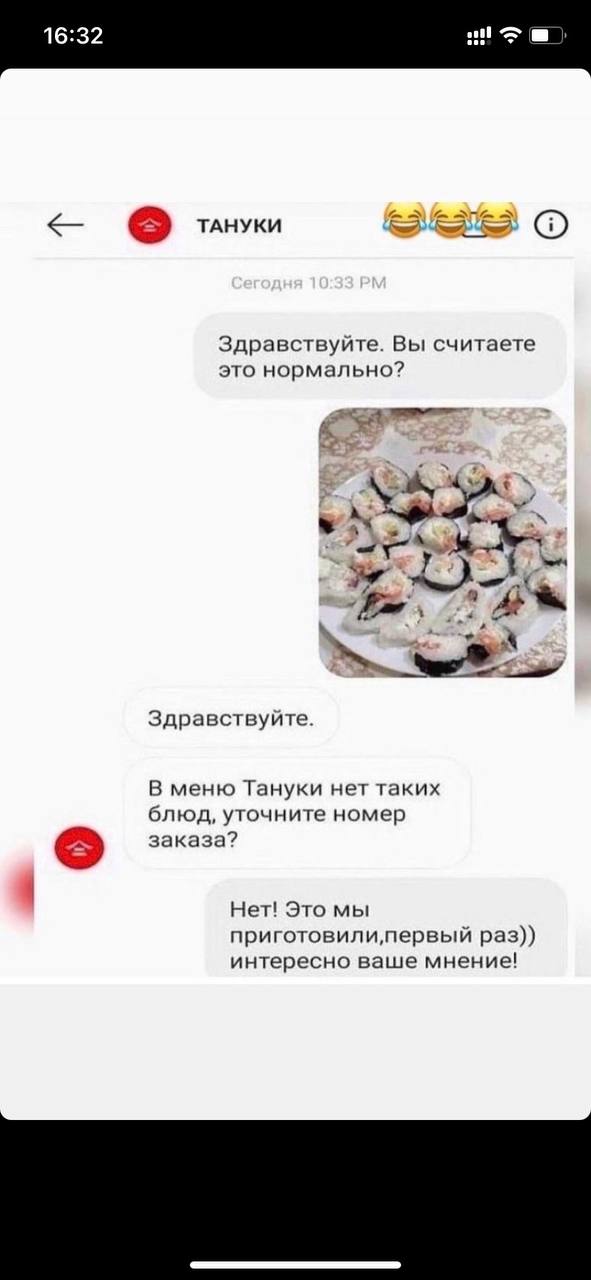 16:32
ТАНУКИ
Сегодня 10:33 PM
Здравствуйте. Вы считаете
это нормально?
Здравствуйте.
В меню Тануки нет таких
блюд, уточните номер
заказа?
Нет! Это мы
приготовили,первый раз))
интересно ваше мнение!